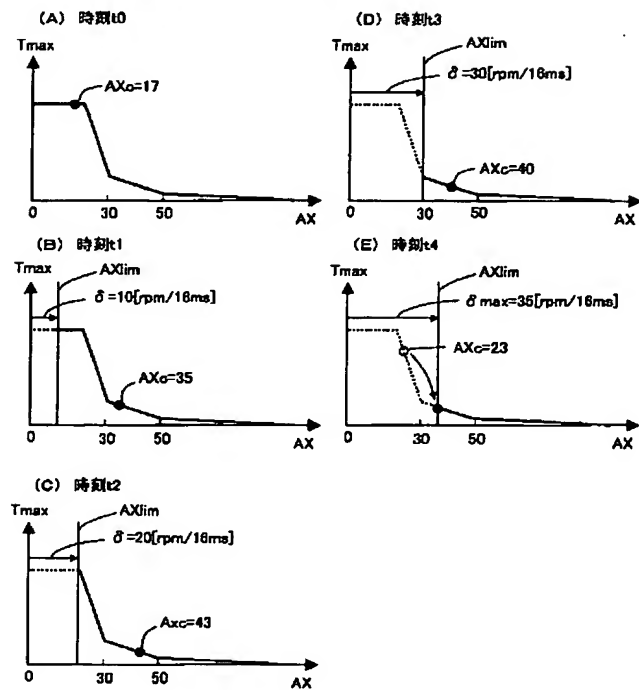 (A) 時刻t0
Tmax
AXc=17
0
30
50
AX
(B) 時刻t1
Tmax
AXlim
δ=10[rpm/16ms]
AXc=35
0
30
50
AX
(C) 時刻t2
Tmax
AXlim
δ=20[rpm/16ms]
Axc=43
0
30
50
AX
(D) 時刻t3
Tmax
AXlim
δ=30[rpm/16ms]
AXc=40
0
30
50
AX
(E) 時刻t4
Tmax
AXlim
δmax=35[rpm/16ms]
AXc=23
0
30
50
AX